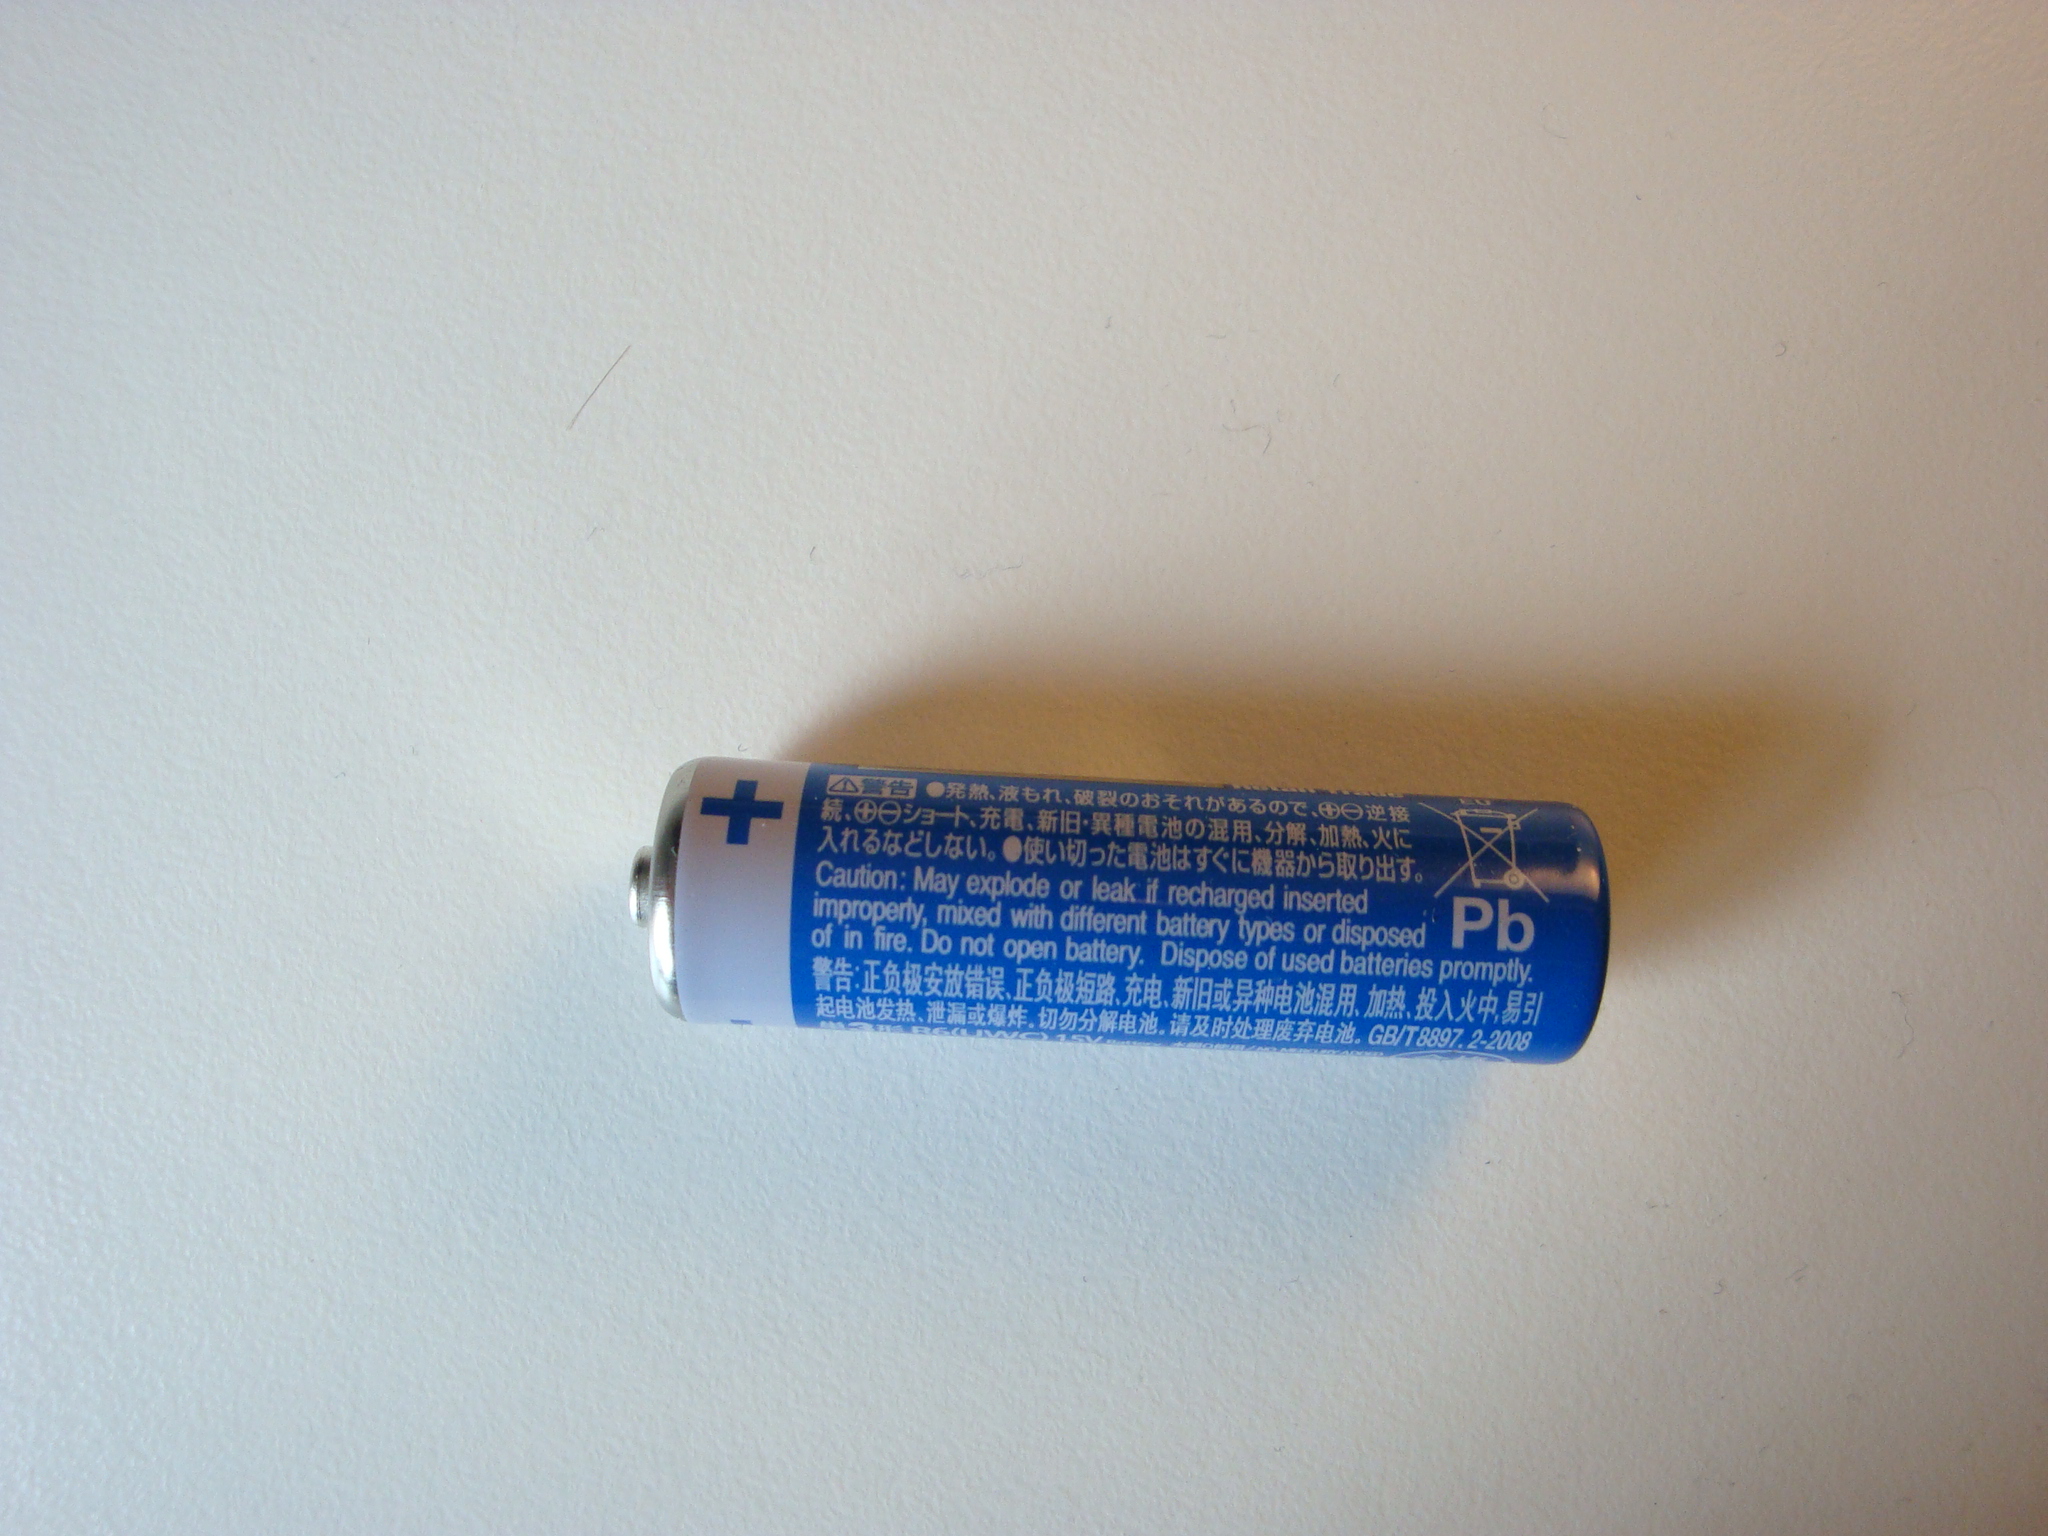 +
⚠警告 ●発熱、液もれ、破裂のおそれがあるので、⊕⊖逆接
続、⊕⊖ショート、充電、新旧・異種電池の混用、分解、加熱、火に
入れるなどしない。●使い切った電池はすぐに機器から取り出す。
EU
Pb
Caution: May explode or leak if recharged inserted
improperly, mixed with different battery types or disposed
of in fire. Do not open battery. Dispose of used batteries promptly.
警告:正负极安放错误、正负极短路、充电、新旧或异种电池混用、加热、投入火中,易引
起电池发热、泄漏或爆炸。切勿分解电池。请及时处理废弃电池。GB/T8897.2-2008
単3形 R6(UW) 1.5V